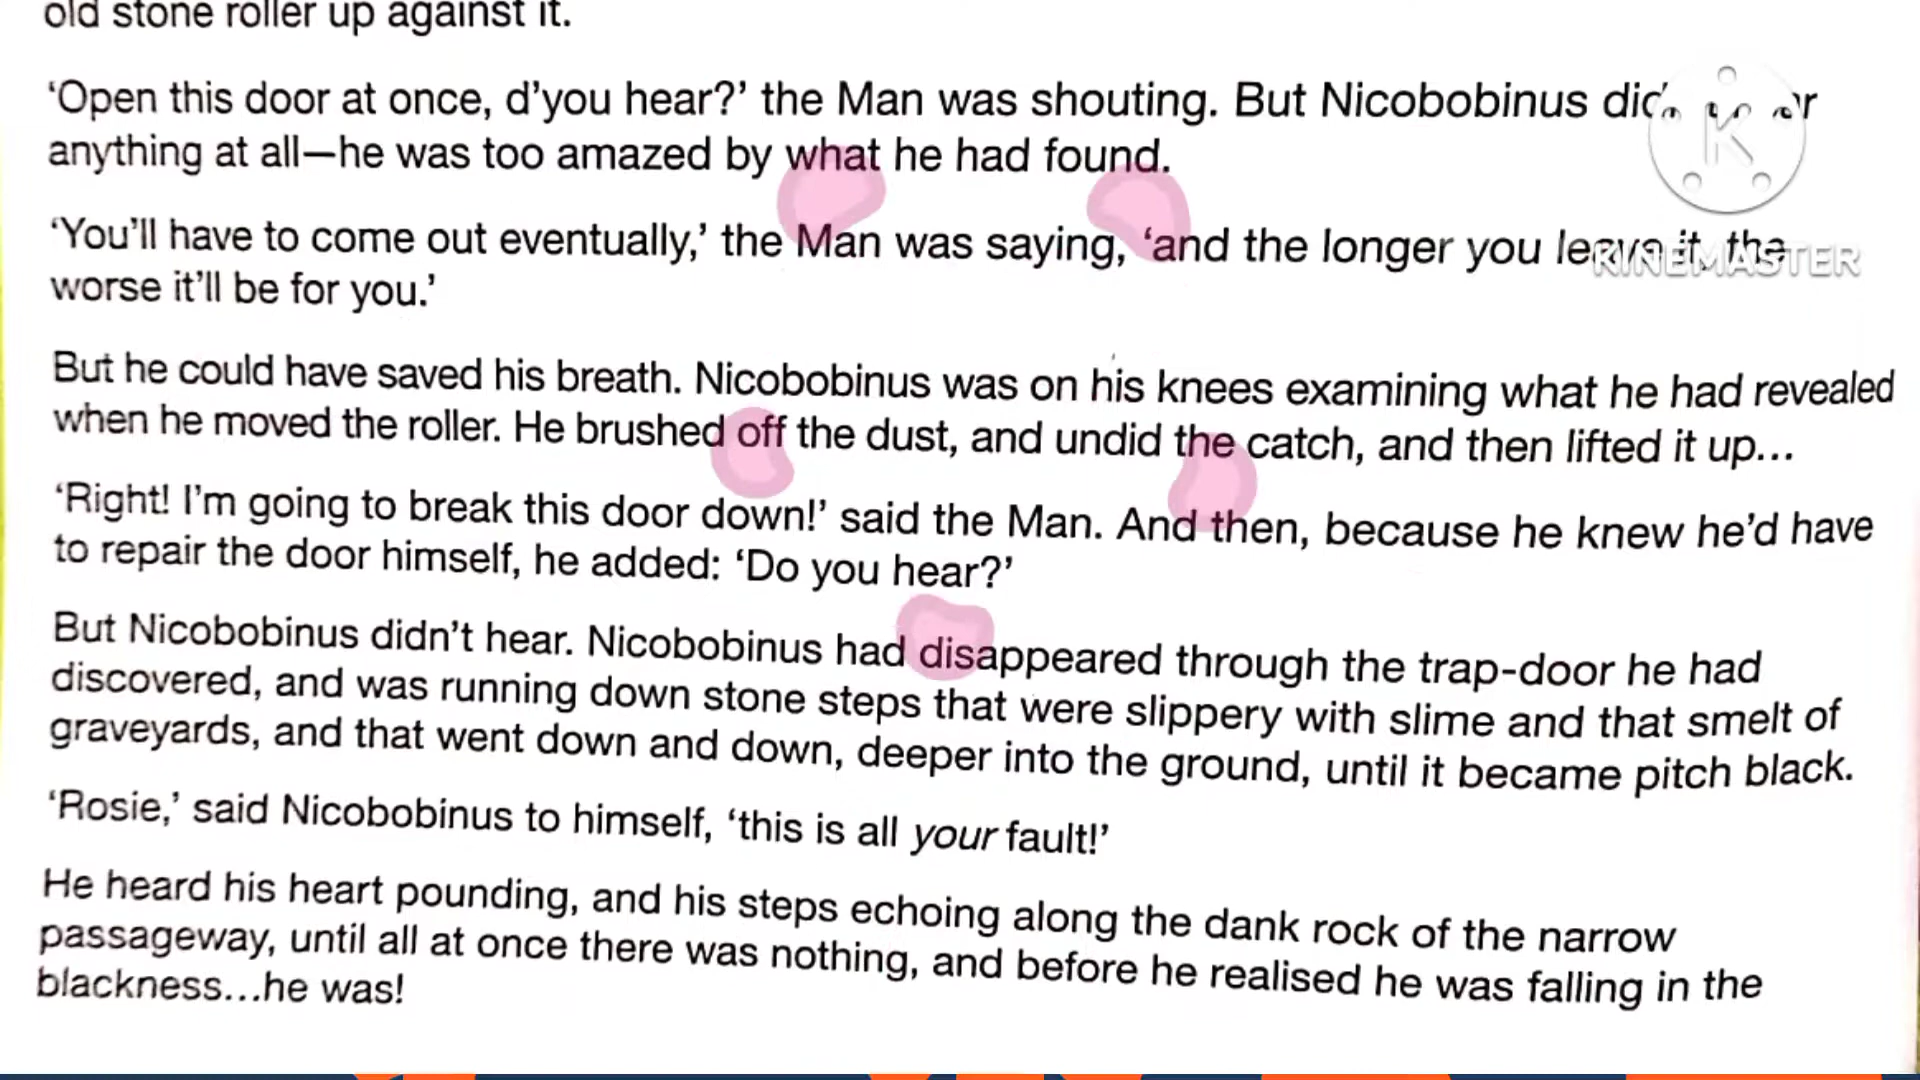 old stone roller up against it.
‘Open this door at once, d’you hear?’ the Man was shouting. But Nicobobinus
anything at all—he was too amazed by what he had found.
‘You’ll have to come out eventually,’ the Man was saying, ‘and the longer you leave it, the
worse it’ll be for you.’
But he could have saved his breath. Nicobobinus was on his knees examining what he had revealed
when he moved the roller. He brushed off the dust, and undid the catch, and then lifted it up...
‘Right! I’m going to break this door down!’ said the Man. And then, because he knew he’d have
to repair the door himself, he added: ‘Do you hear?’
But Nicobobinus didn’t hear. Nicobobinus had disappeared through the trap-door he had
discovered, and was running down stone steps that were slippery with slime and that smelt of
graveyards, and that went down and down, deeper into the ground, until it became pitch black.
‘Rosie,’ said Nicobobinus to himself, ‘this is all your fault!’
He heard his heart pounding, and his steps echoing along the dank rock of the narrow
passageway, until all at once there was nothing, and before he realised he was falling in the
blackness...he was!
K
KINEMASTER